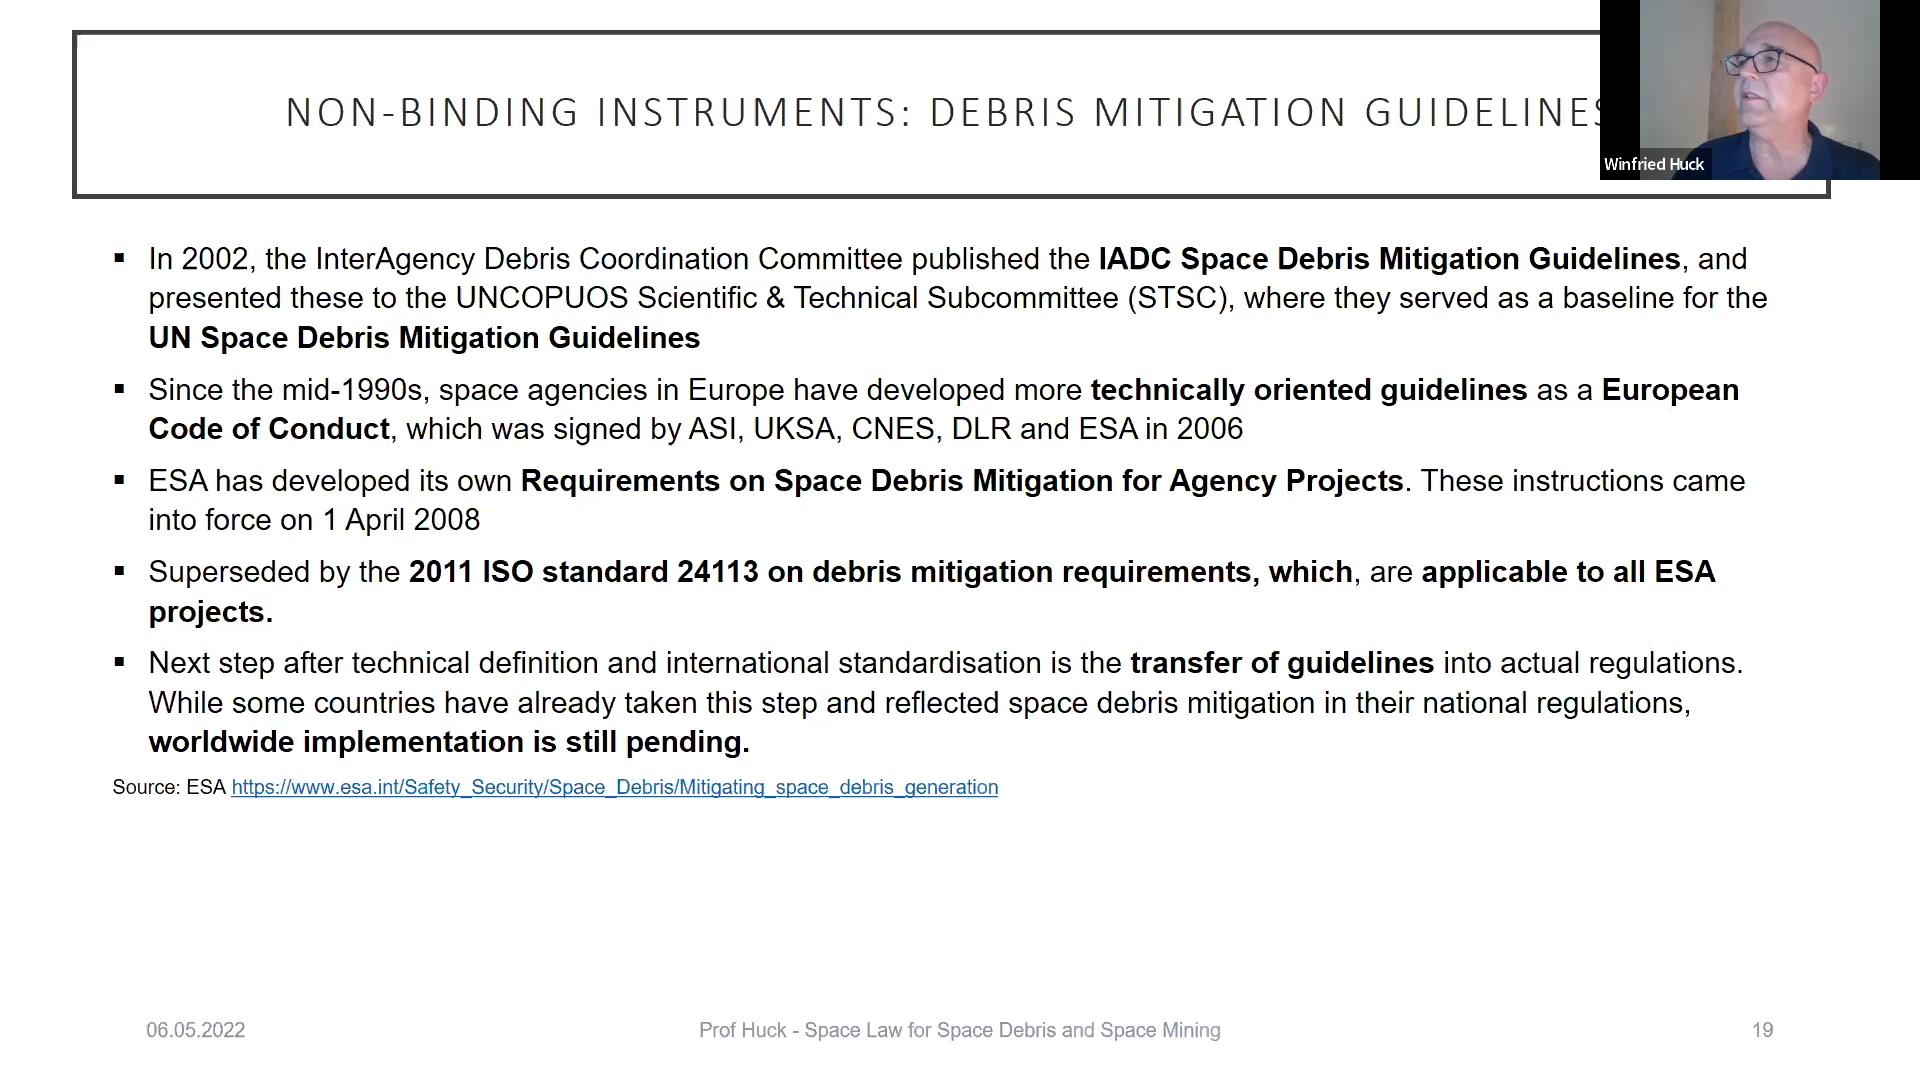 NON-BINDING INSTRUMENTS: DEBRIS MITIGATION GUIDELINES
Winfried Huck
▪ In 2002, the InterAgency Debris Coordination Committee published the IADC Space Debris Mitigation Guidelines, and
presented these to the UNCOPUOS Scientific & Technical Subcommittee (STSC), where they served as a baseline for the
UN Space Debris Mitigation Guidelines
▪ Since the mid-1990s, space agencies in Europe have developed more technically oriented guidelines as a European
Code of Conduct, which was signed by ASI, UKSA, CNES, DLR and ESA in 2006
▪ ESA has developed its own Requirements on Space Debris Mitigation for Agency Projects. These instructions came
into force on 1 April 2008
▪ Superseded by the 2011 ISO standard 24113 on debris mitigation requirements, which, are applicable to all ESA
projects.
▪ Next step after technical definition and international standardisation is the transfer of guidelines into actual regulations.
While some countries have already taken this step and reflected space debris mitigation in their national regulations,
worldwide implementation is still pending.
Source: ESA https://www.esa.int/Safety_Security/Space_Debris/Mitigating_space_debris_generation
06.05.2022
Prof Huck - Space Law for Space Debris and Space Mining
19